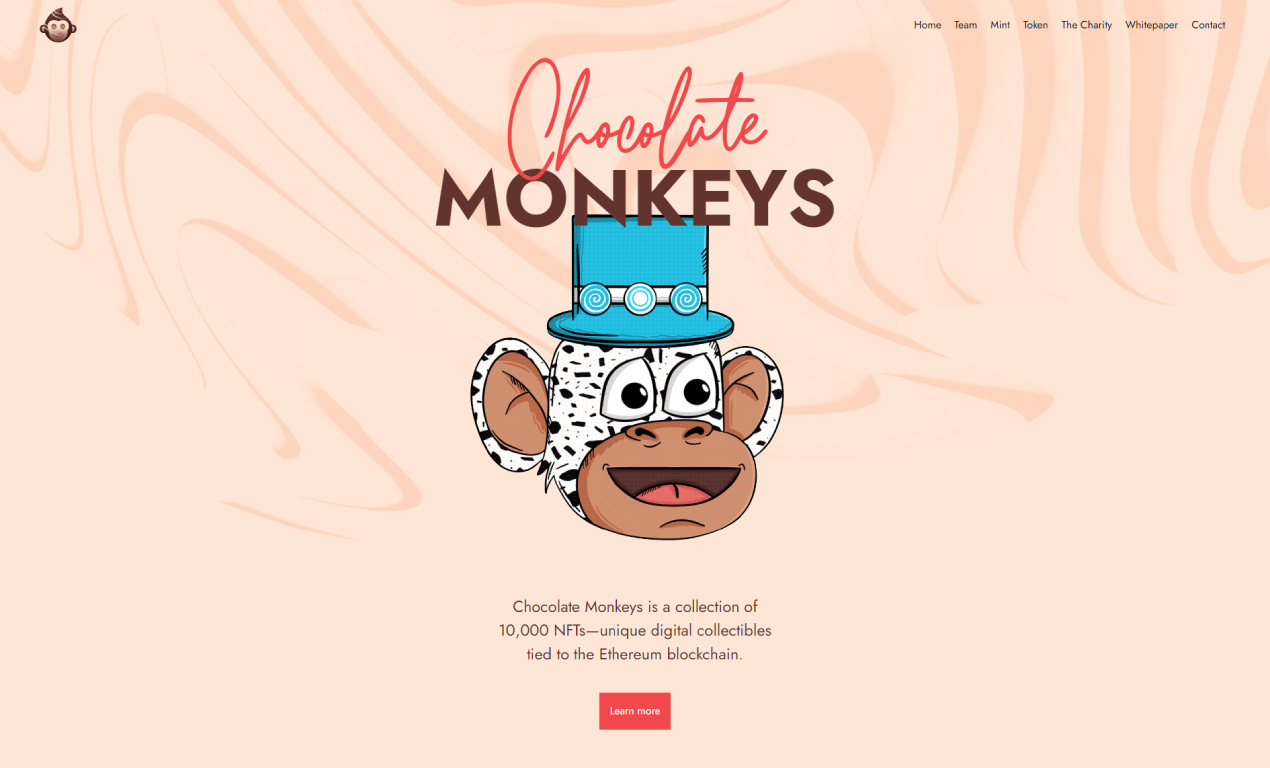 Home Team Mint Token The Charity Whitepaper Contact
Chocolate
MONKEYS
Chocolate Monkeys is a collection of
10,000 NFTs—unique digital collectibles
tied to the Ethereum blockchain.
Learn more